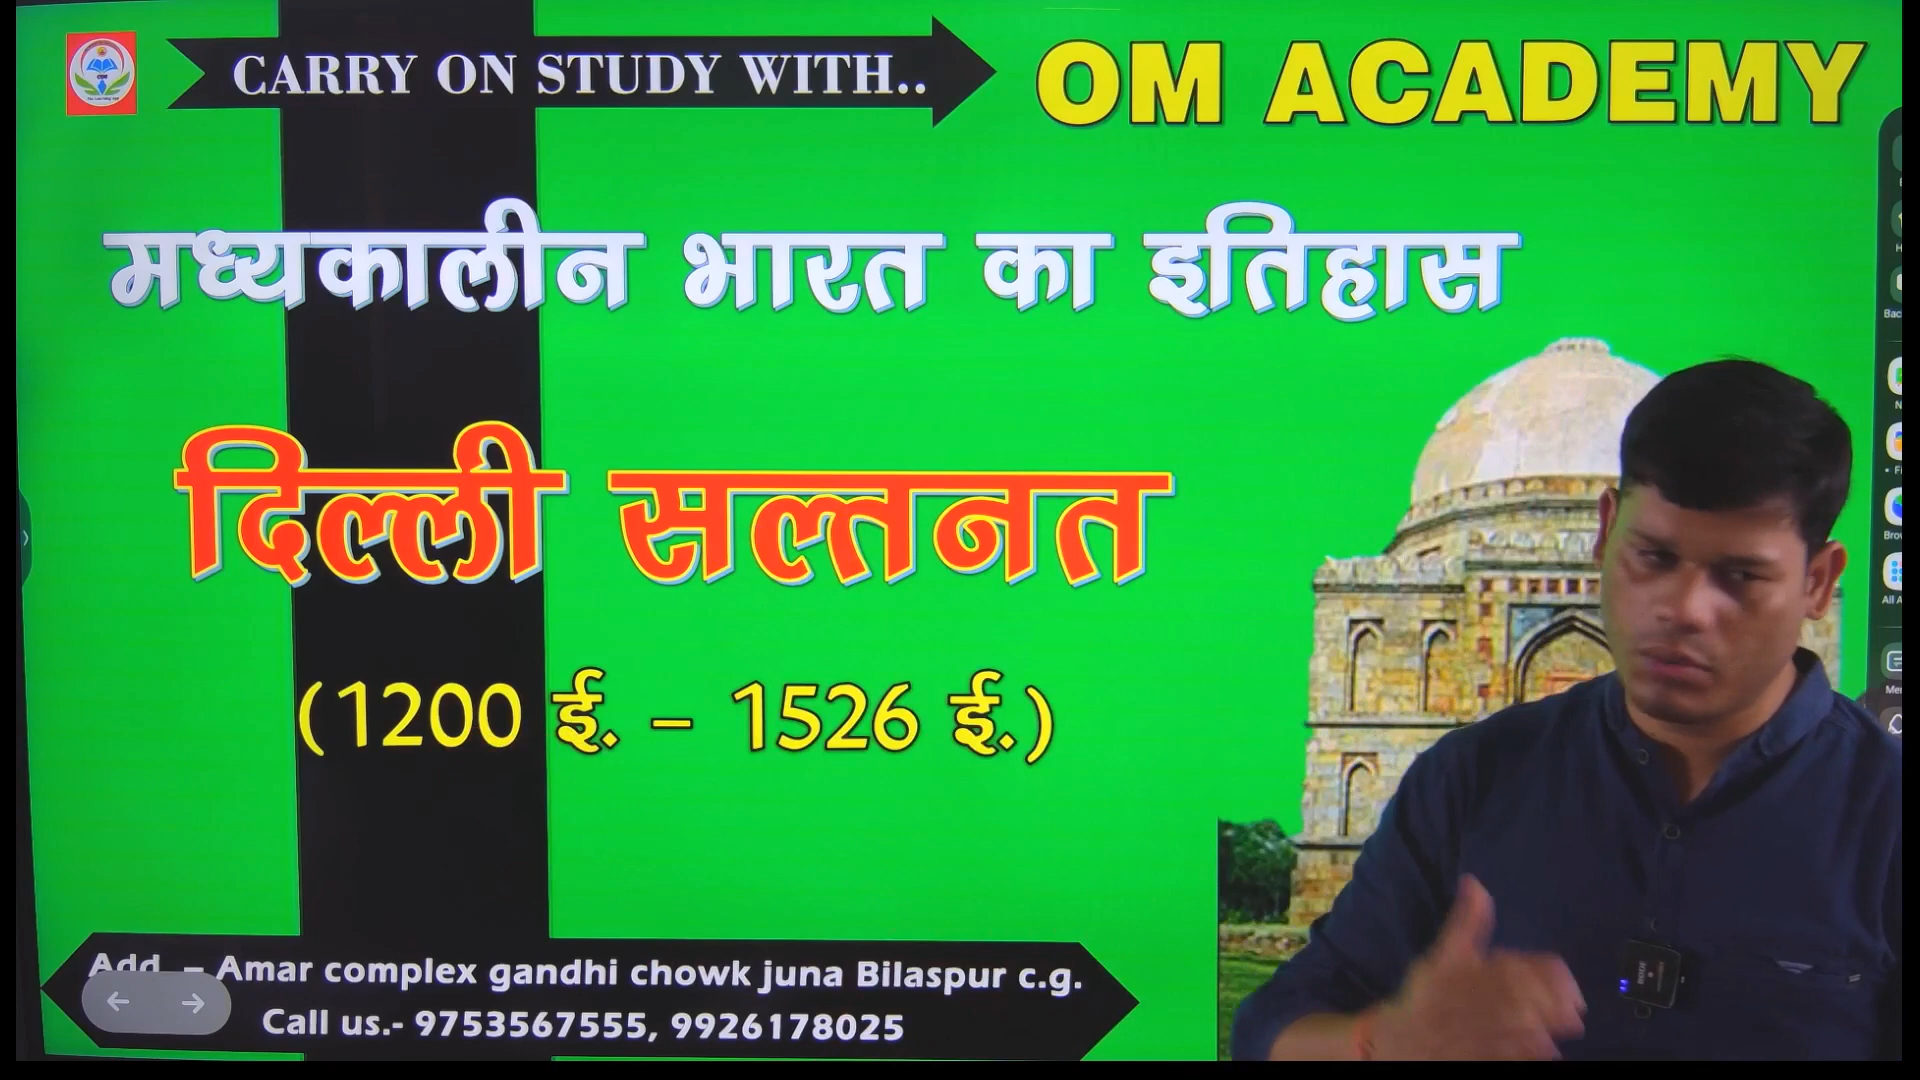 CARRY ON STUDY WITH..
OM ACADEMY
मध्यकालीन भारत का इतिहास
दिल्ली सल्तनत
(1200 ई. – 1526 ई.)
Add. – Amar complex gandhi chowk juna Bilaspur c.g.
Call us.- 9753567555, 9926178025